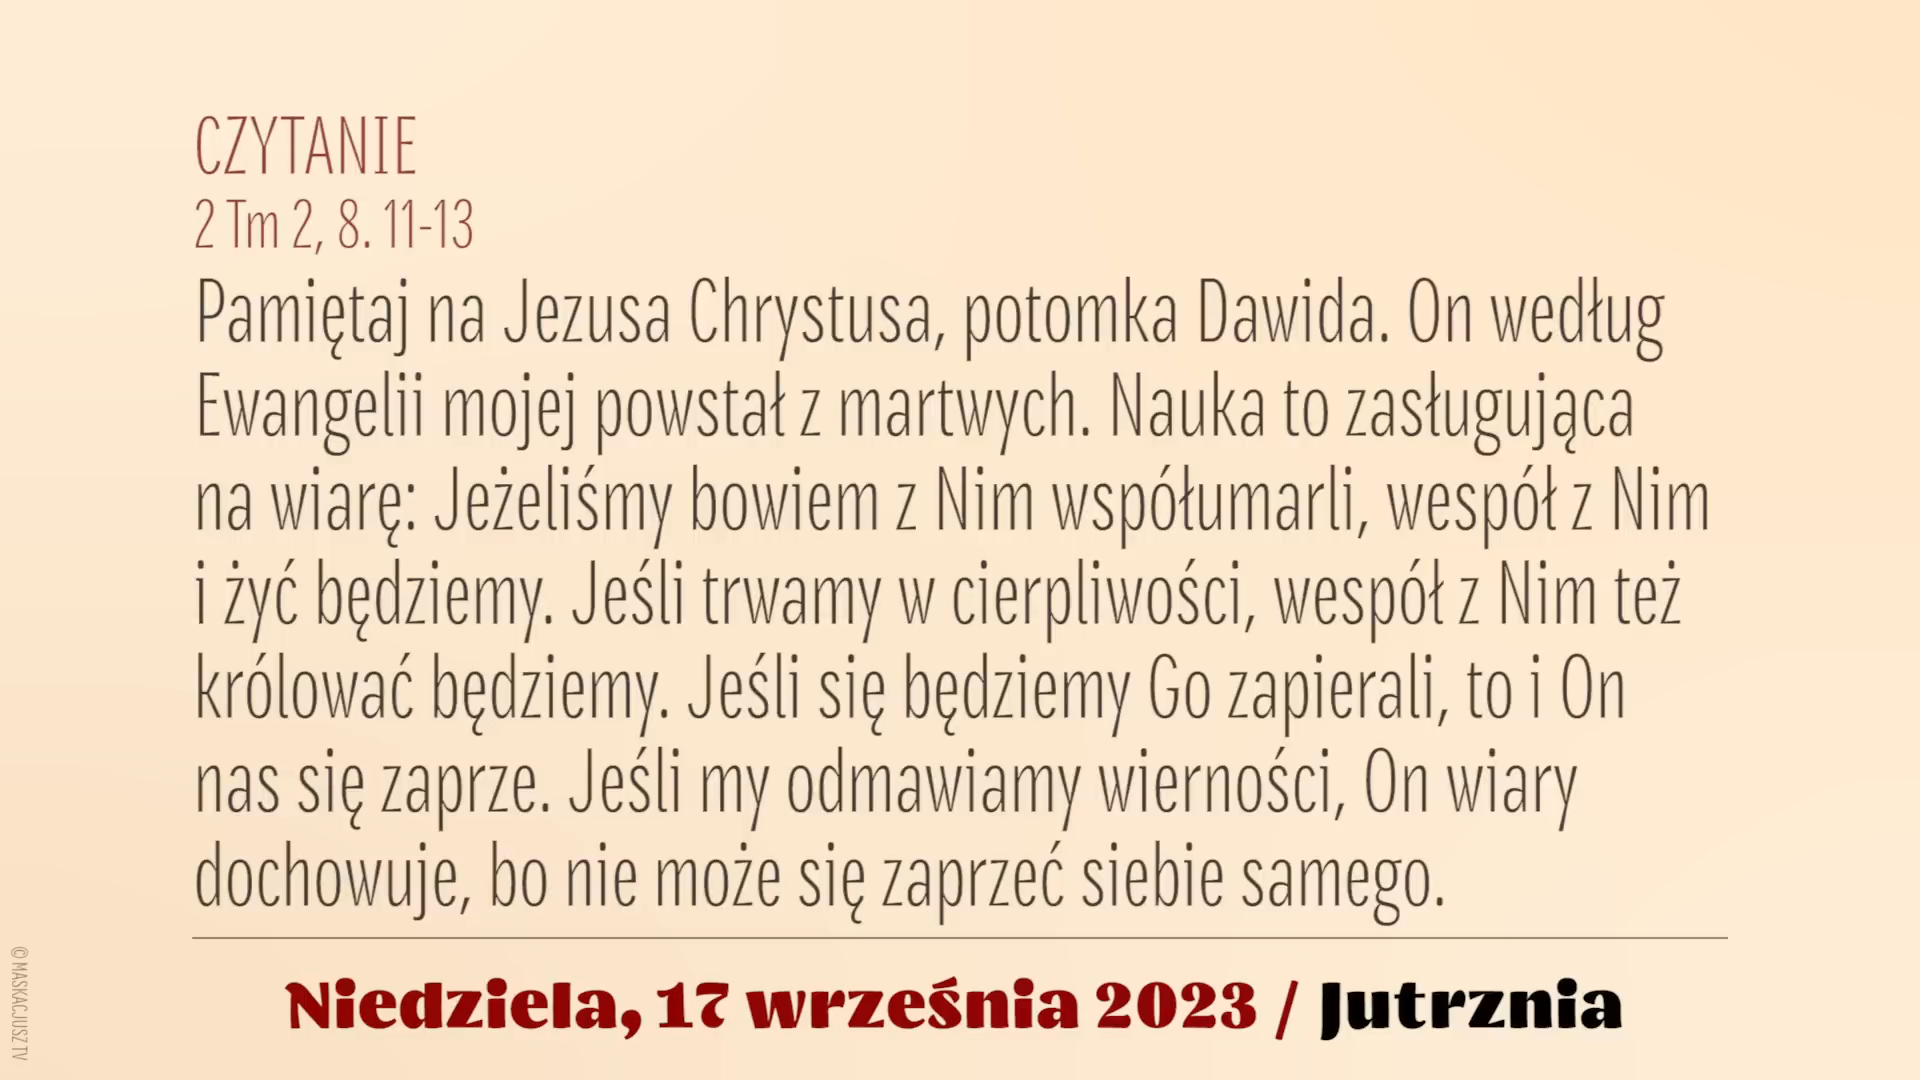 CZYTANIE
2 Tm 2, 8. 11-13
Pamiętaj na Jezusa Chrystusa, potomka Dawida. On według
Ewangelii mojej powstał z martwych. Nauka to zasługująca
na wiarę: Jeżeliśmy bowiem z Nim współumarli, wespół z Nim
i żyć będziemy. Jeśli trwamy w cierpliwości, wespół z Nim też
królować będziemy. Jeśli się będziemy Go zapierali, to i On
nas się zaprze. Jeśli my odmawiamy wierności, On wiary
dochowuje, bo nie może się zaprzeć siebie samego.
Niedziela, 17 września 2023 / Jutrznia
© MASKACJUSZ TV